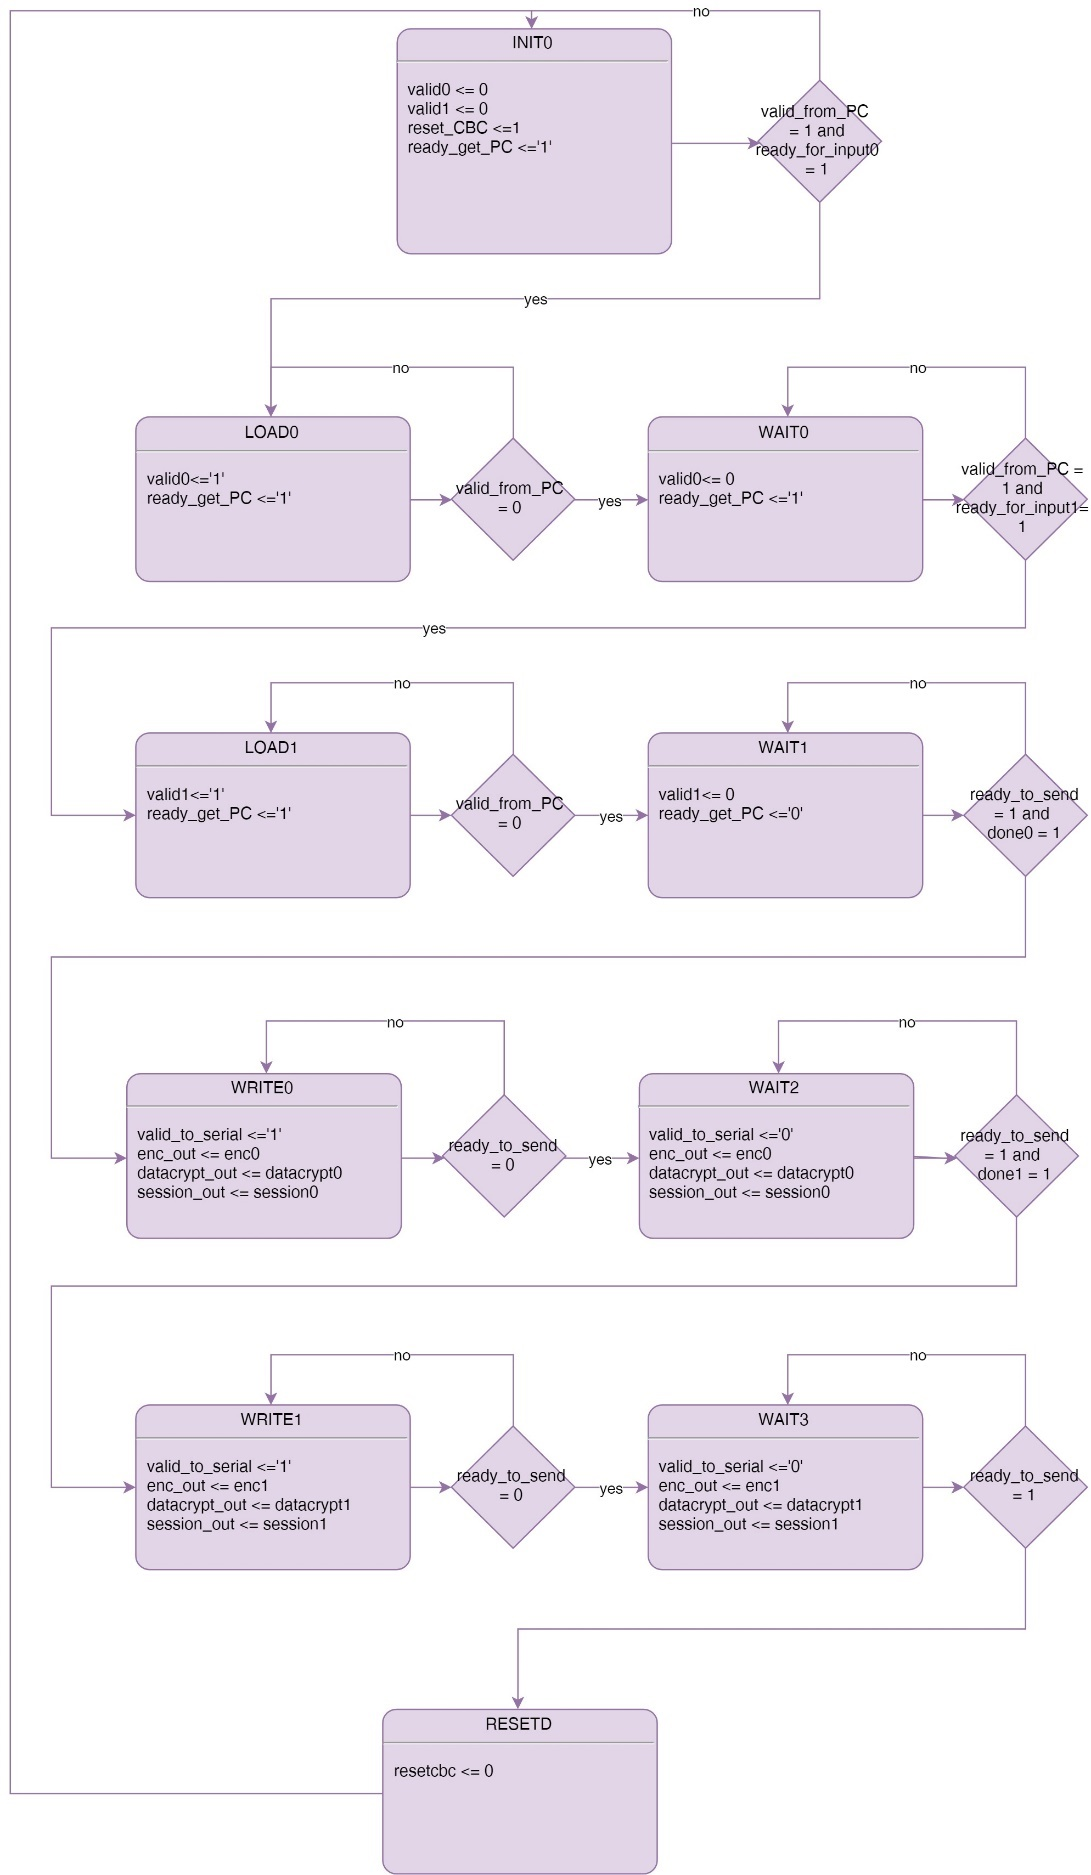 no
INIT0
valid0 <= 0
valid1 <= 0
reset_CBC <=1
ready_get_PC <='1'
valid_from_PC
= 1 and
ready_for_input0
= 1
yes
no
no
LOAD0
valid0<='1'
ready_get_PC <='1'
valid_from_PC
= 0
yes
WAIT0
valid0<= 0
ready_get_PC <='1'
valid_from_PC =
1 and
ready_for_input1=
1
yes
no
no
LOAD1
valid1<='1'
ready_get_PC <='1'
valid_from_PC
= 0
yes
WAIT1
valid1<= 0
ready_get_PC <='0'
ready_to_send
= 1 and
done0 = 1
no
no
WRITE0
valid_to_serial <='1'
enc_out <= enc0
datacrypt_out <= datacrypt0
session_out <= session0
ready_to_send
= 0
yes
WAIT2
valid_to_serial <='0'
enc_out <= enc0
datacrypt_out <= datacrypt0
session_out <= session0
ready_to_send
= 1 and
done1 = 1
no
no
WRITE1
valid_to_serial <='1'
enc_out <= enc1
datacrypt_out <= datacrypt1
session_out <= session1
ready_to_send
= 0
yes
WAIT3
valid_to_serial <='0'
enc_out <= enc1
datacrypt_out <= datacrypt1
session_out <= session1
ready_to_send
= 1
RESETD
resetcbc <= 0